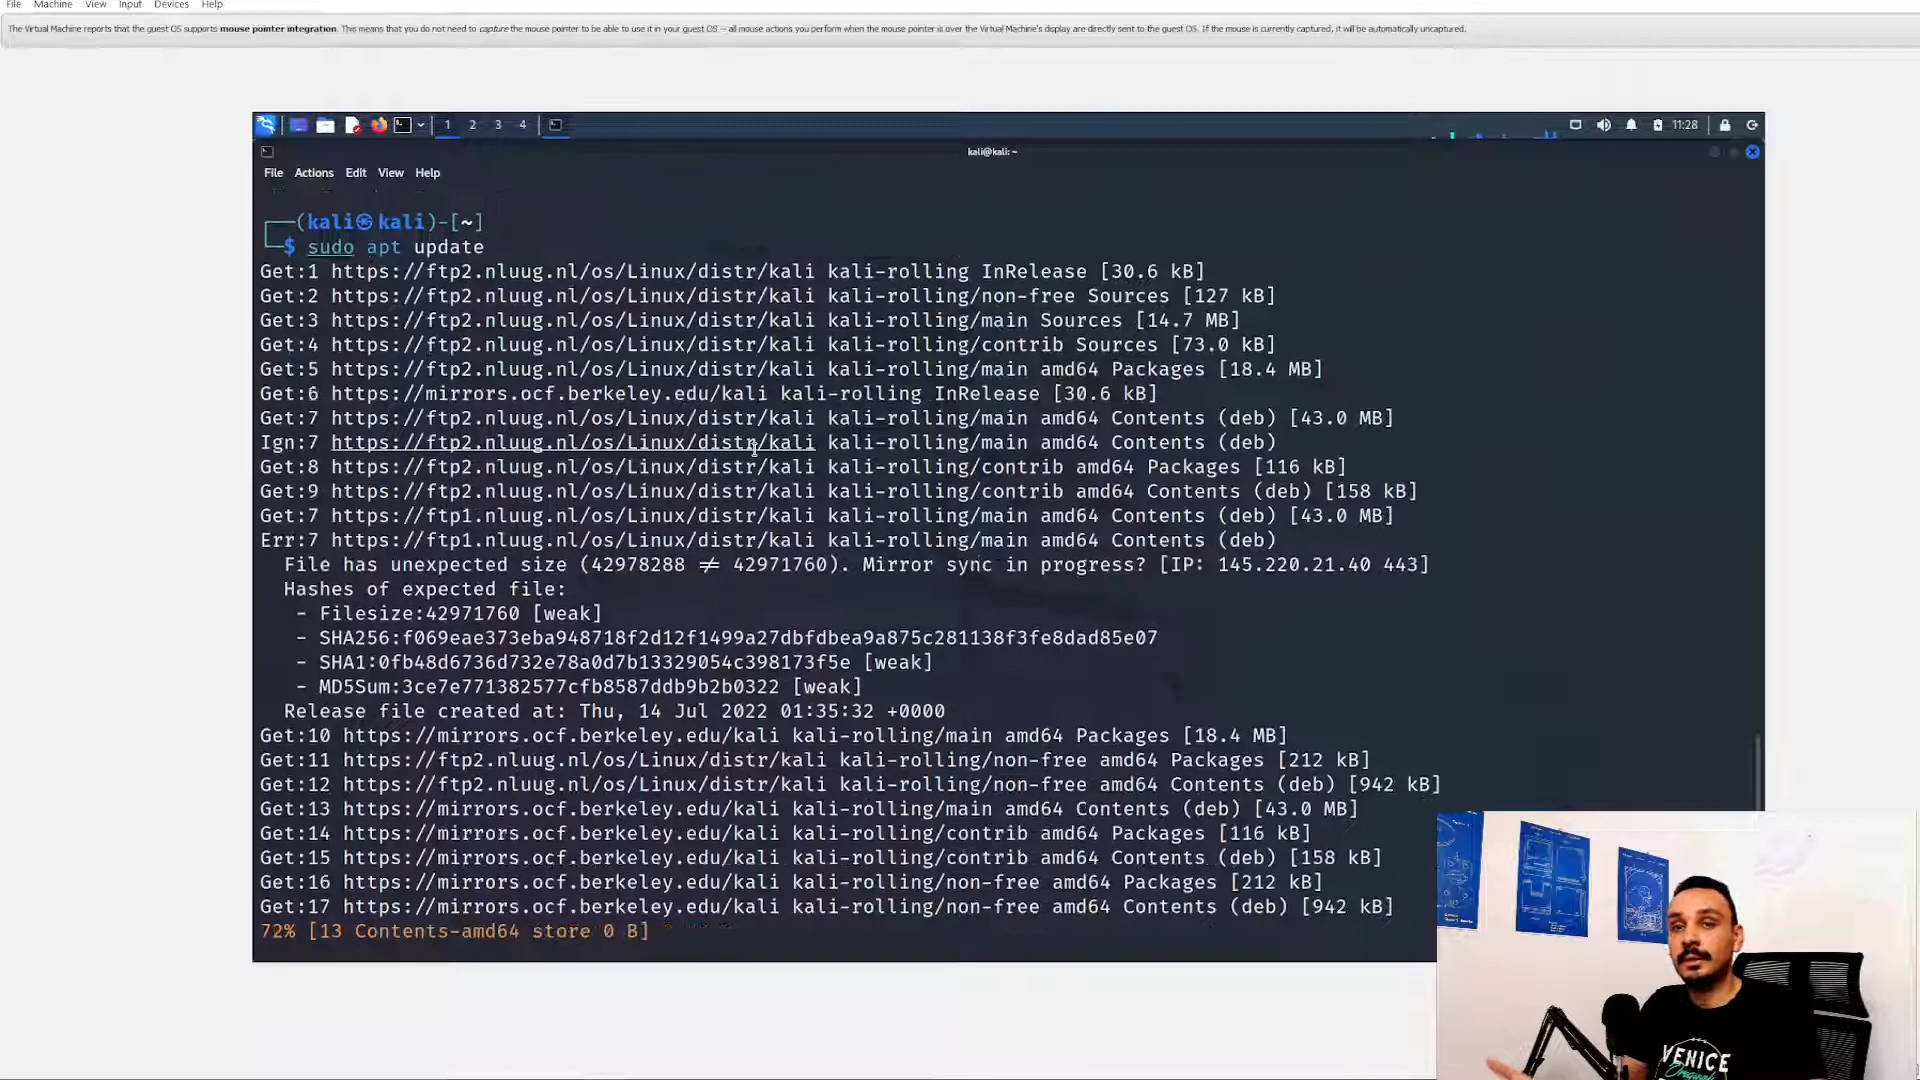 File Machine View Input Devices Help
The Virtual Machine reports that the guest OS supports mouse pointer integration. This means that you do not need to capture the mouse pointer to be able to use it in your guest OS -- all mouse actions you perform when the mouse pointer is over the Virtual Machine's display are directly sent to the guest OS. If the mouse is currently captured, it will be automatically uncaptured.
1 2 3 4 11:28
kali@kali: ~
File Actions Edit View Help
(kali㉿kali)-[~]
$ sudo apt update
Get:1 https://ftp2.nluug.nl/os/Linux/distr/kali kali-rolling InRelease [30.6 kB]
Get:2 https://ftp2.nluug.nl/os/Linux/distr/kali kali-rolling/non-free Sources [127 kB]
Get:3 https://ftp2.nluug.nl/os/Linux/distr/kali kali-rolling/main Sources [14.7 MB]
Get:4 https://ftp2.nluug.nl/os/Linux/distr/kali kali-rolling/contrib Sources [73.0 kB]
Get:5 https://ftp2.nluug.nl/os/Linux/distr/kali kali-rolling/main amd64 Packages [18.4 MB]
Get:6 https://mirrors.ocf.berkeley.edu/kali kali-rolling InRelease [30.6 kB]
Get:7 https://ftp2.nluug.nl/os/Linux/distr/kali kali-rolling/main amd64 Contents (deb) [43.0 MB]
Ign:7 https://ftp2.nluug.nl/os/Linux/distr/kali kali-rolling/main amd64 Contents (deb)
Get:8 https://ftp2.nluug.nl/os/Linux/distr/kali kali-rolling/contrib amd64 Packages [116 kB]
Get:9 https://ftp2.nluug.nl/os/Linux/distr/kali kali-rolling/contrib amd64 Contents (deb) [158 kB]
Get:7 https://ftp1.nluug.nl/os/Linux/distr/kali kali-rolling/main amd64 Contents (deb) [43.0 MB]
Err:7 https://ftp1.nluug.nl/os/Linux/distr/kali kali-rolling/main amd64 Contents (deb)
File has unexpected size (42978288 ≠ 42971760). Mirror sync in progress? [IP: 145.220.21.40 443]
Hashes of expected file:
- Filesize:42971760 [weak]
- SHA256:f069eae373eba948718f2d12f1499a27dbfdbea9a875c281138f3fe8dad85e07
- SHA1:0fb48d6736d732e78a0d7b13329054c398173f5e [weak]
- MD5Sum:3ce7e771382577cfb8587ddb9b2b0322 [weak]
Release file created at: Thu, 14 Jul 2022 01:35:32 +0000
Get:10 https://mirrors.ocf.berkeley.edu/kali kali-rolling/main amd64 Packages [18.4 MB]
Get:11 https://ftp2.nluug.nl/os/Linux/distr/kali kali-rolling/non-free amd64 Packages [212 kB]
Get:12 https://ftp2.nluug.nl/os/Linux/distr/kali kali-rolling/non-free amd64 Contents (deb) [942 kB]
Get:13 https://mirrors.ocf.berkeley.edu/kali kali-rolling/main amd64 Contents (deb) [43.0 MB]
Get:14 https://mirrors.ocf.berkeley.edu/kali kali-rolling/contrib amd64 Packages [116 kB]
Get:15 https://mirrors.ocf.berkeley.edu/kali kali-rolling/contrib amd64 Contents (deb) [158 kB]
Get:16 https://mirrors.ocf.berkeley.edu/kali kali-rolling/non-free amd64 Packages [212 kB]
Get:17 https://mirrors.ocf.berkeley.edu/kali kali-rolling/non-free amd64 Contents (deb) [942 kB]
72% [13 Contents-amd64 store 0 B]
VENICE
Original